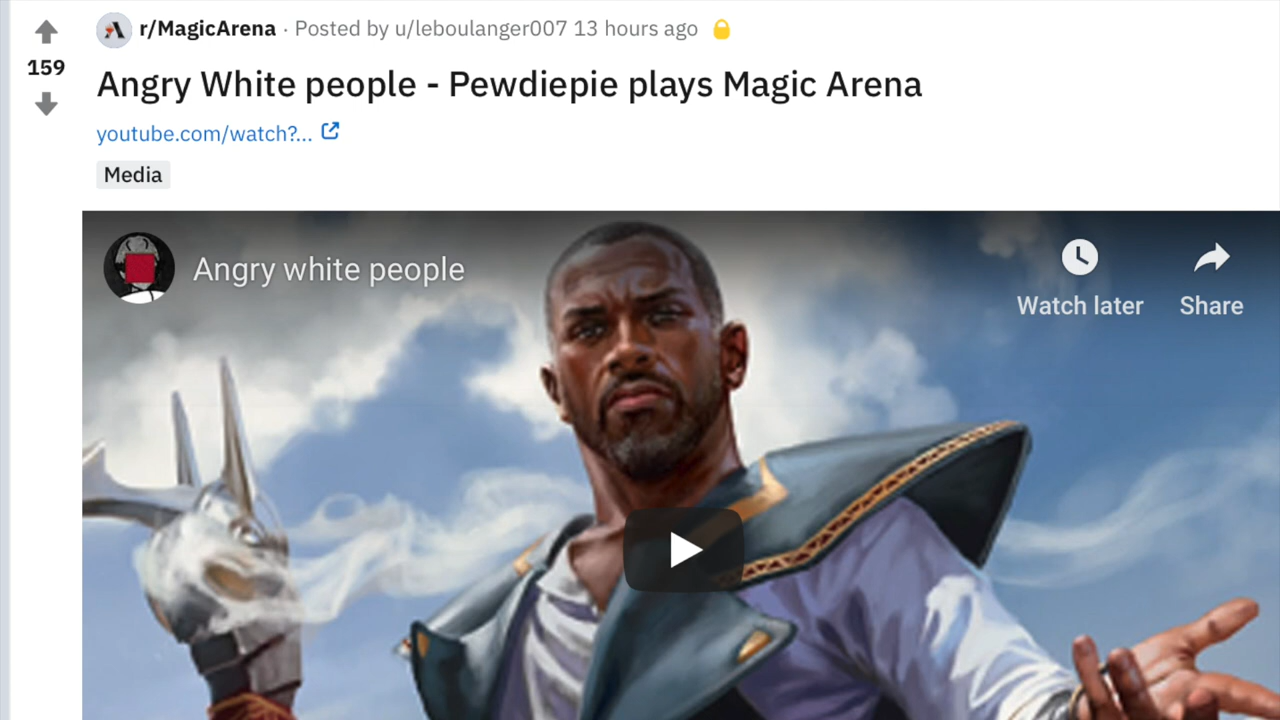 r/MagicArena · Posted by u/leboulanger007 13 hours ago
159
Angry White people - Pewdiepie plays Magic Arena
youtube.com/watch?...
Media
Angry white people
Watch later
Share